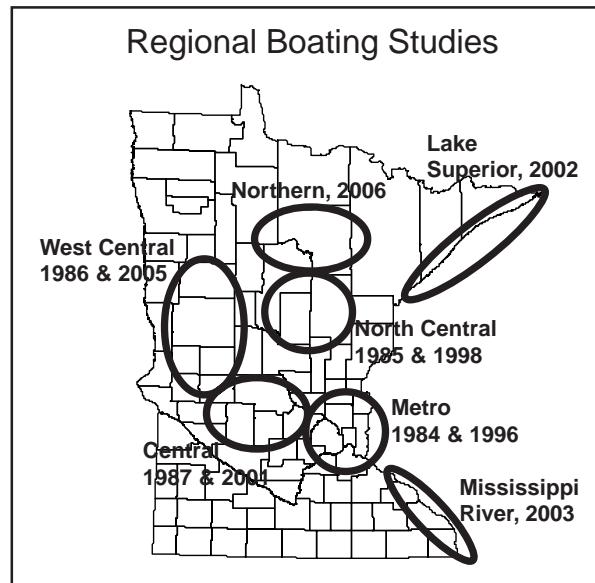 Regional Boating Studies
Lake
Superior, 2002
Northern, 2006
West Central
1986 & 2005
North Central
1985 & 1998
Metro
1984 & 1996
Central
1987 & 2001
Mississippi
River, 2003